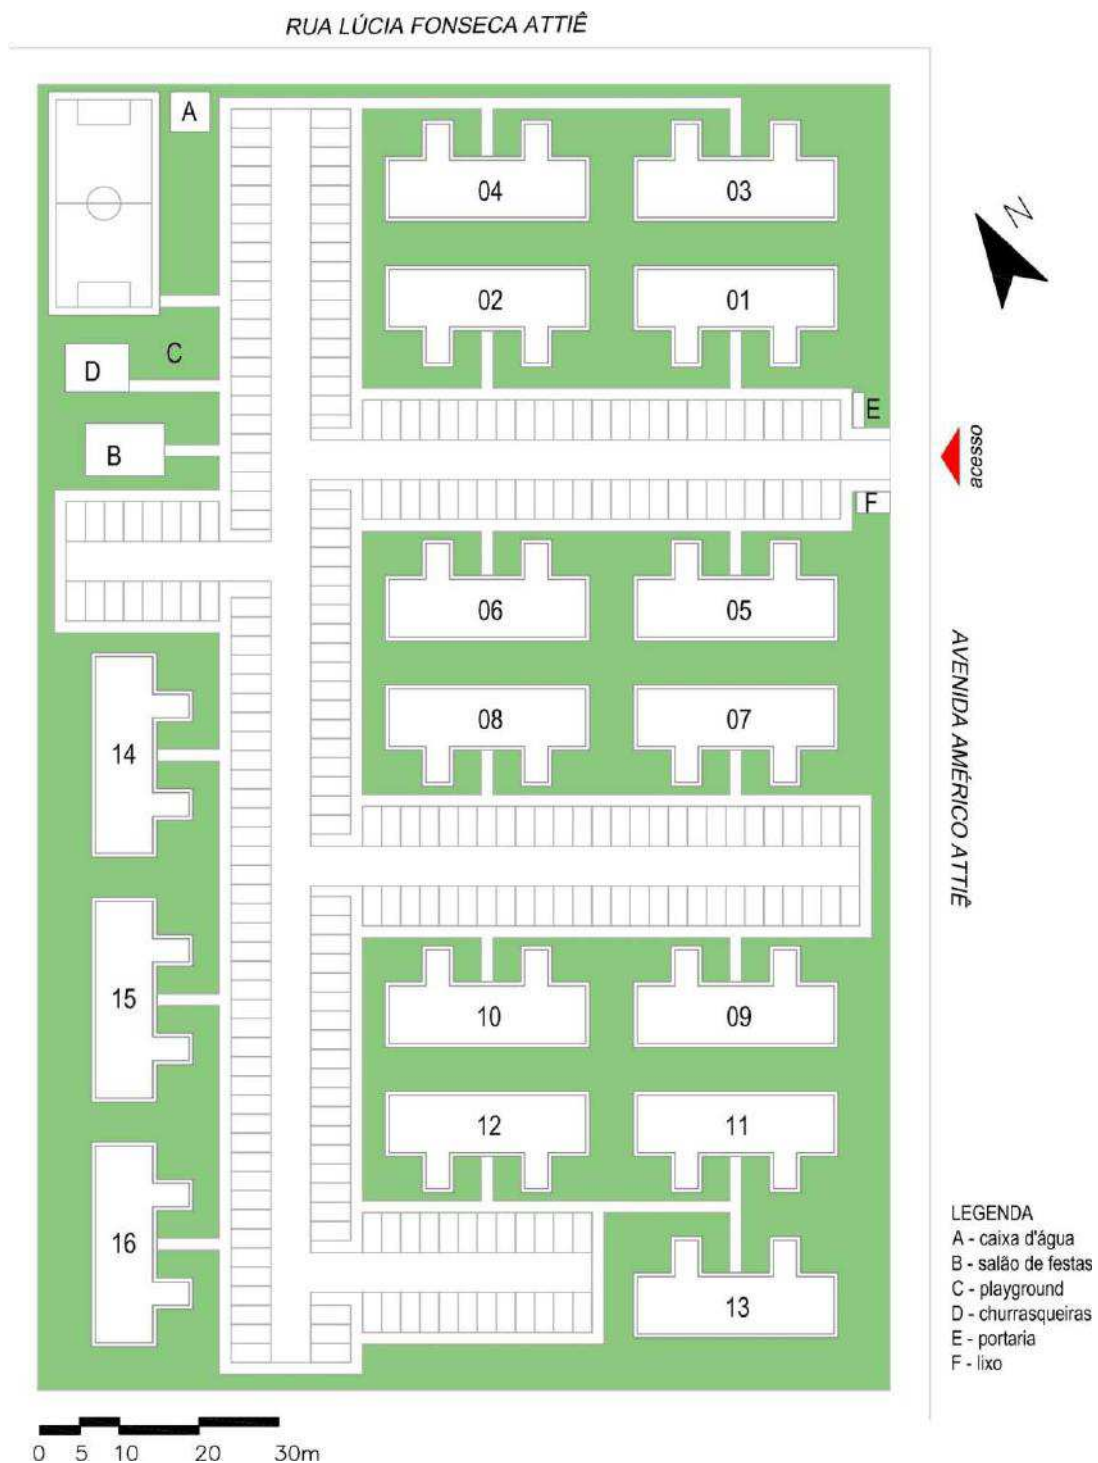 RUA LÚCIA FONSECA ATTIÊ
A
04
03
N
02
01
C
D
E
B
acesso
F
06
05
AVENIDA AMÉRICO ATTIÊ
08
07
14
10
09
15
12
11
16
13
LEGENDA
A - caixa d'água
B - salão de festas
C - playground
D - churrasqueiras
E - portaria
F - lixo
0 5 10 20 30m